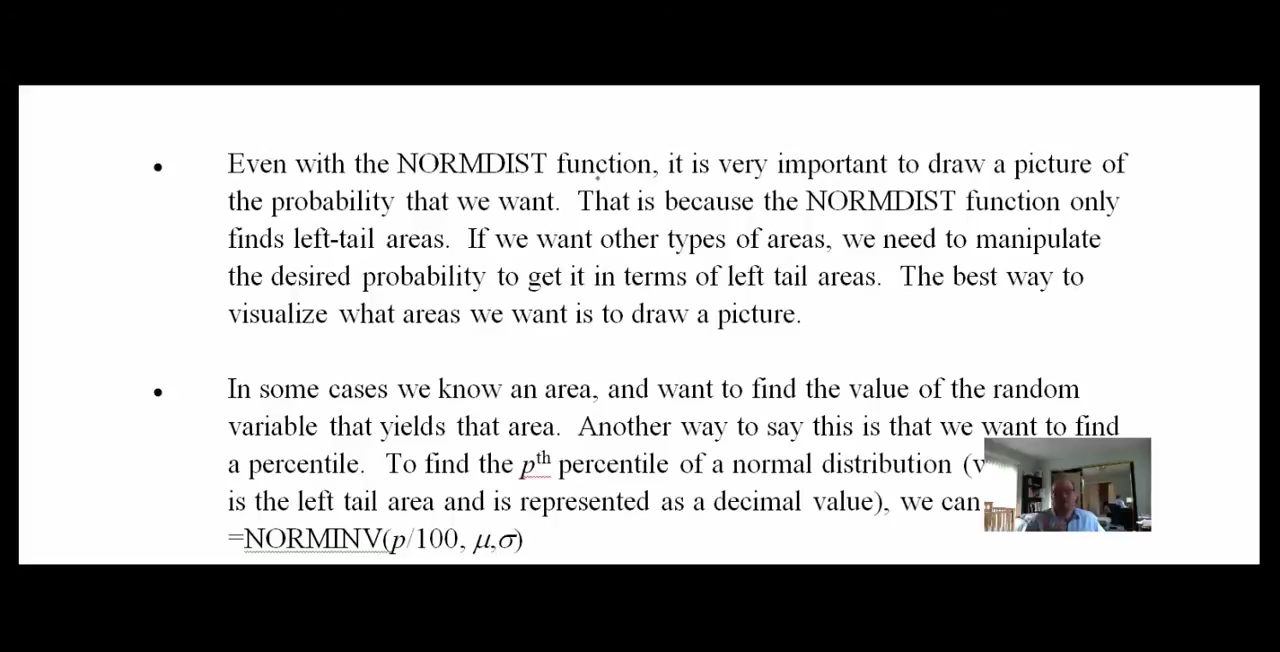 • Even with the NORMDIST function, it is very important to draw a picture of
the probability that we want. That is because the NORMDIST function only
finds left-tail areas. If we want other types of areas, we need to manipulate
the desired probability to get it in terms of left tail areas. The best way to
visualize what areas we want is to draw a picture.
• In some cases we know an area, and want to find the value of the random
variable that yields that area. Another way to say this is that we want to find
a percentile. To find the pth percentile of a normal distribution
is the left tail area and is represented as a decimal value), we can
=NORMINV(p/100, μ,σ)